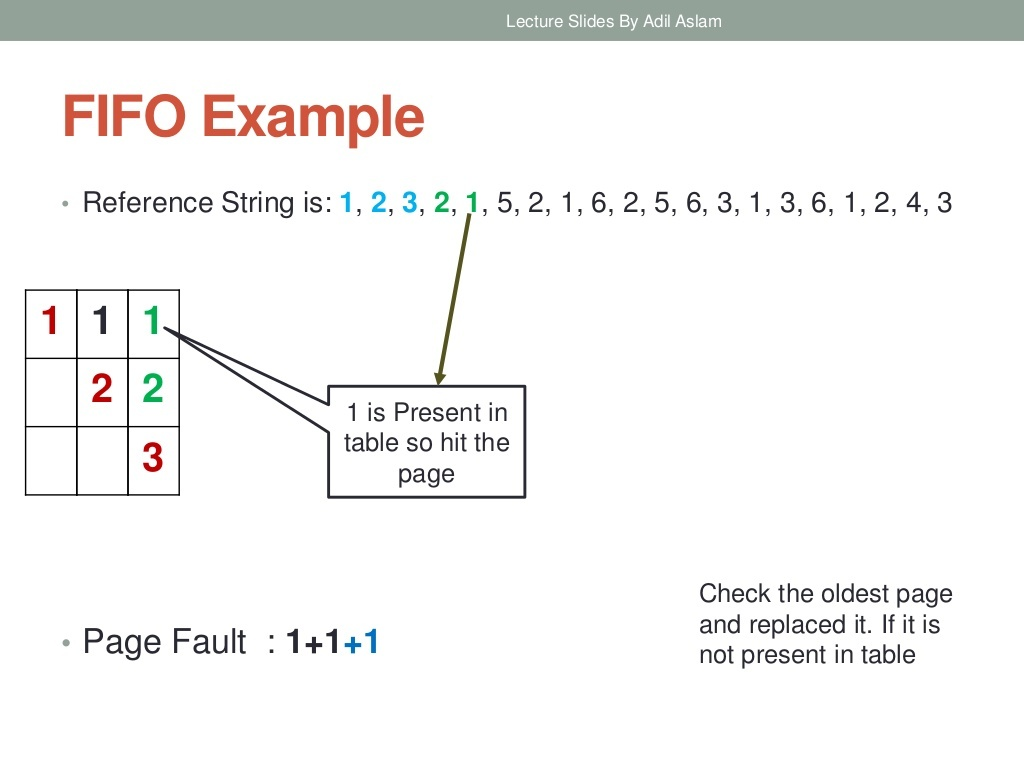 Lecture Slides By Adil Aslam
FIFO Example
• Reference String is: 1, 2, 3, 2, 1, 5, 2, 1, 6, 2, 5, 6, 3, 1, 3, 6, 1, 2, 4, 3
1 1 1
2 2
3
1 is Present in
table so hit the
page
Check the oldest page
and replaced it. If it is
not present in table
• Page Fault : 1+1+1